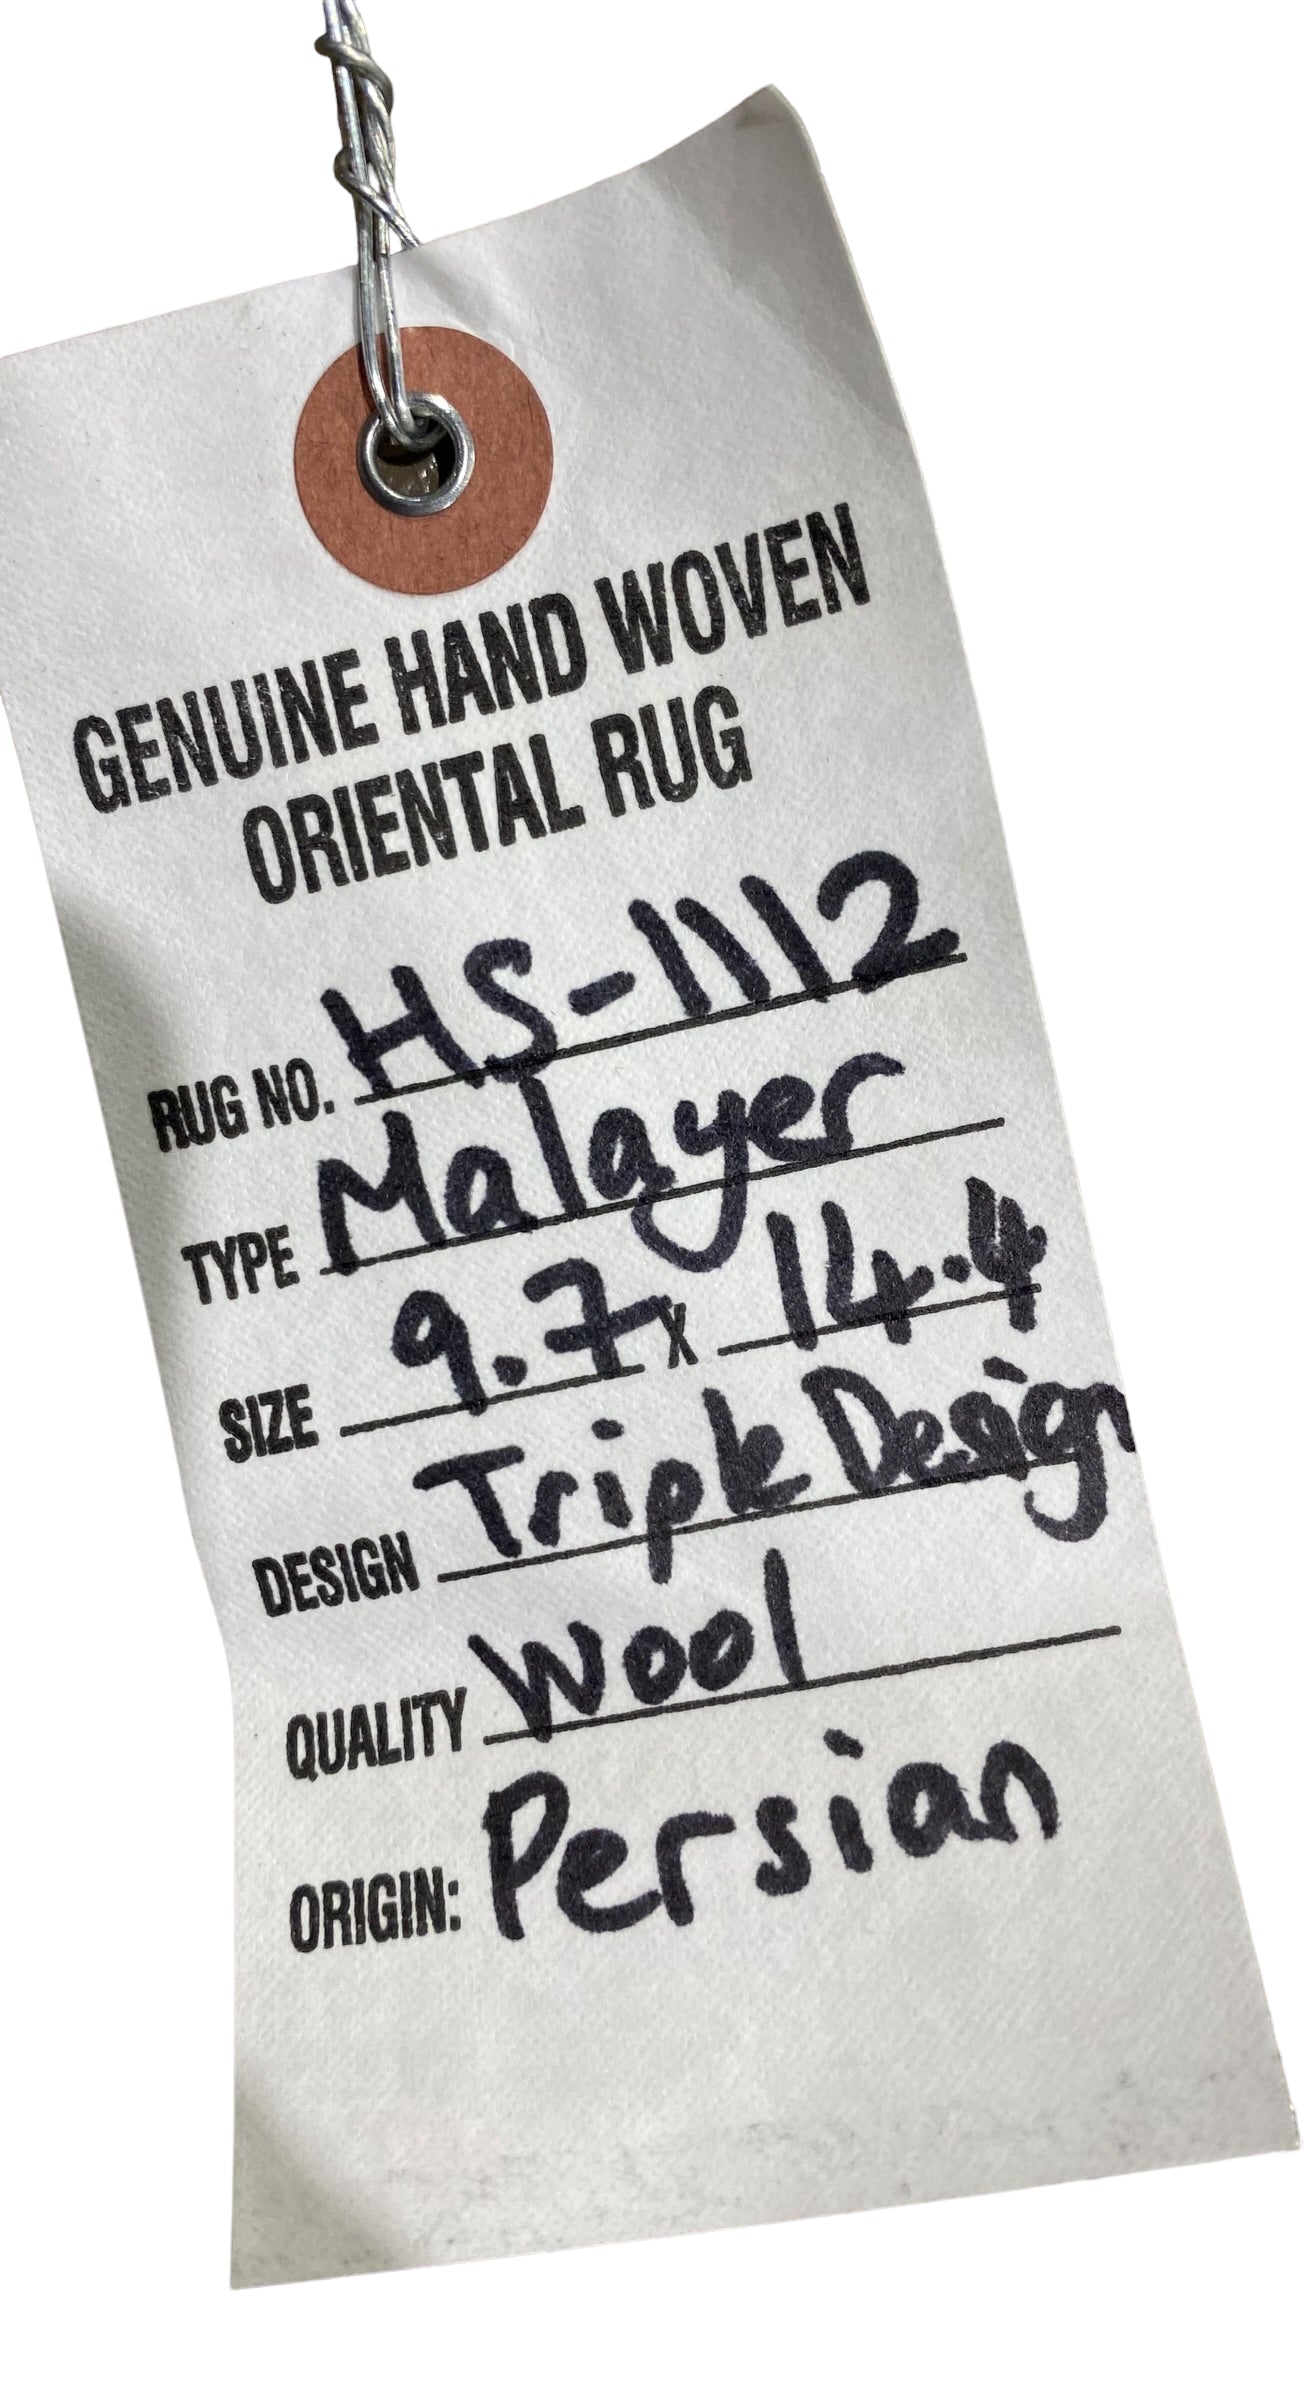 GENUINE HAND WOVEN
ORIENTAL RUG
RUG NO. HS-1112
TYPE Malayer
SIZE 9.7 X 14.4
DESIGN Triple Design
QUALITY Wool
ORIGIN: Persian